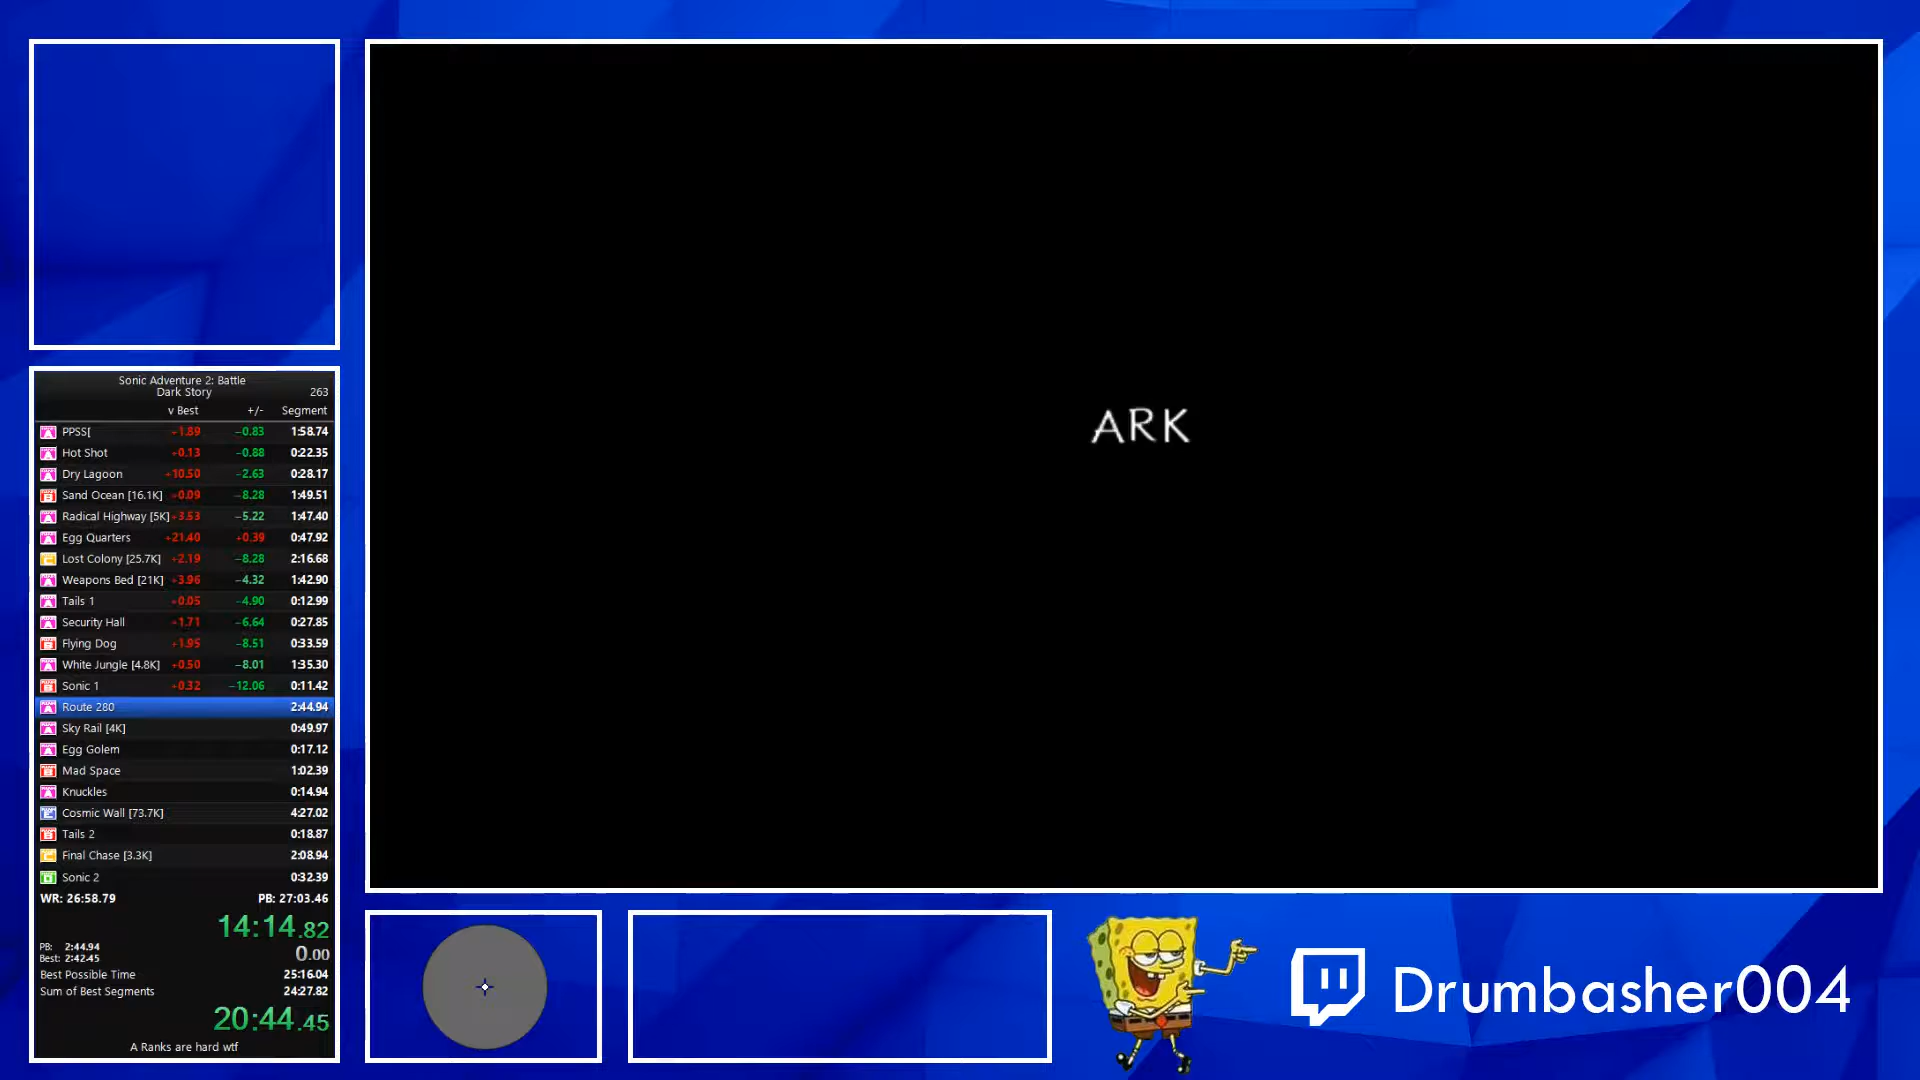 Sonic Adventure 2: Battle
Dark Story 263
v Best +/- Segment
PPSS[ +1.89 −0.83 1:58.74
Hot Shot +0.13 −0.88 0:22.35
Dry Lagoon +10.50 −2.63 0:28.17
Sand Ocean [16.1K] +0.09 −8.28 1:49.51
Radical Highway [5K] +3.53 −5.22 1:47.40
Egg Quarters +21.40 +0.39 0:47.92
Lost Colony [25.7K] +2.19 −8.28 2:16.68
Weapons Bed [21K] +3.96 −4.32 1:42.90
Tails 1 +0.05 −4.90 0:12.99
Security Hall +1.71 −6.64 0:27.85
Flying Dog +1.95 −8.51 0:33.59
White Jungle [4.8K] +0.50 −8.01 1:35.30
Sonic 1 +0.32 −12.06 0:11.42
Route 280 2:44.94
Sky Rail [4K] 0:49.97
Egg Golem 0:17.12
Mad Space 1:02.39
Knuckles 0:14.94
Cosmic Wall [73.7K] 4:27.02
Tails 2 0:18.87
Final Chase [3.3K] 2:08.94
Sonic 2 0:32.39
WR: 26:58.79 PB: 27:03.46
14:14.82
PB: 2:44.94
Best: 2:42.45
0.00
Best Possible Time 25:16.04
Sum of Best Segments 24:27.82
20:44.45
A Ranks are hard wtf
ARK
Drumbasher004